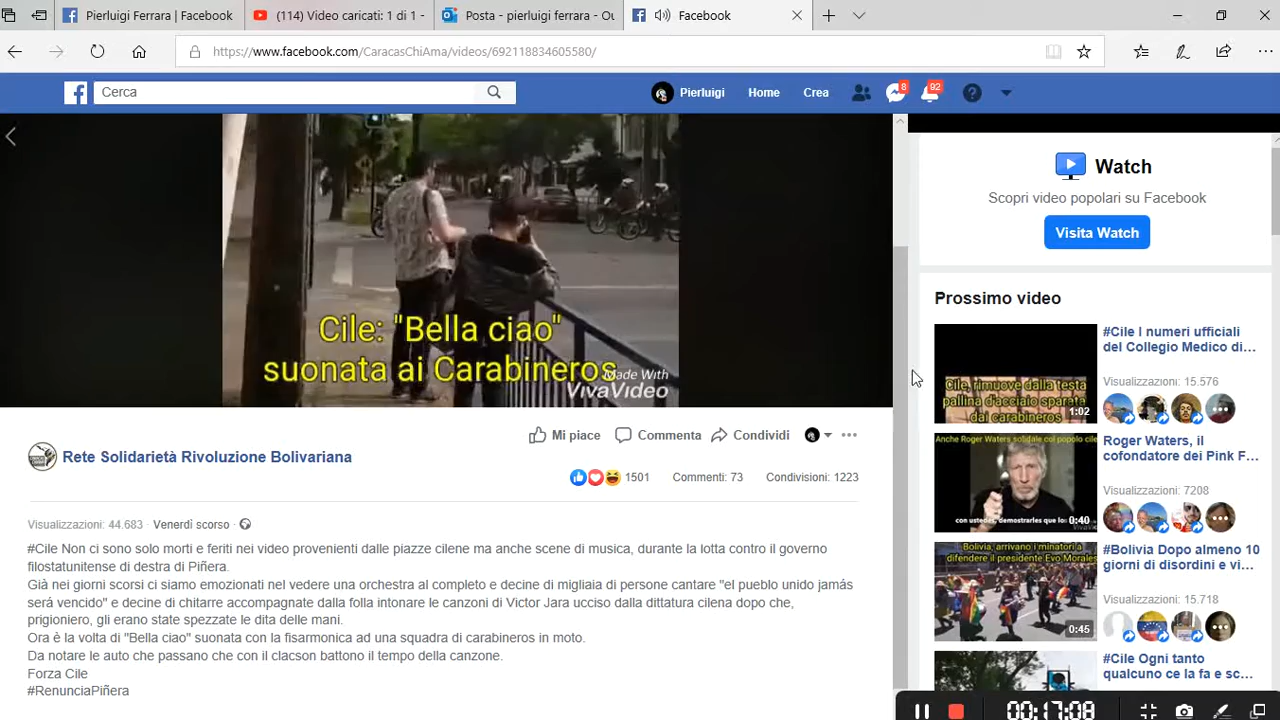 Facebook
Pierluigi Ferrara | Facebook
(114) Video caricati: 1 di 1 -
Posta - pierluigi ferrara - Ou
Facebook
https://www.facebook.com/CaracasChiAma/videos/692118834605580/
Cerca
Pierluigi
Home
Crea
8
92
Cile: "Bella ciao"
suonata ai Carabineros
Made With
VivaVideo
Mi piace
Commenta
Condividi
Rete Solidarietà Rivoluzione Bolivariana
1501
Commenti: 73
Condivisioni: 1223
Visualizzazioni: 44.683 · Venerdì scorso ·
#Cile Non ci sono solo morti e feriti nei video provenienti dalle piazze cilene ma anche scene di musica, durante la lotta contro il governo
filostatunitense di destra di Piñera.
Già nei giorni scorsi ci siamo emozionati nel vedere una orchestra al completo e decine di migliaia di persone cantare "el pueblo unido jamás
será vencido" e decine di chitarre accompagnate dalla folla intonare le canzoni di Victor Jara ucciso dalla dittatura cilena dopo che,
prigioniero, gli erano state spezzate le dita delle mani.
Ora è la volta di "Bella ciao" suonata con la fisarmonica ad una squadra di carabineros in moto.
Da notare le auto che passano che con il clacson battono il tempo della canzone.
Forza Cile
#RenunciaPiñera
Watch
Scopri video popolari su Facebook
Visita Watch
Prossimo video
Cile, rimuove dalla testa
pallina d'acciaio sparata
dai carabineros
1:02
#Cile I numeri ufficiali
del Collegio Medico di...
Visualizzazioni: 15.576
Anche Roger Waters solidale col popolo cile
con ustedes, demostrarles que lo
0:40
Roger Waters, il
cofondatore dei Pink F...
Visualizzazioni: 7208
Bolivia, arrivano i minatori a
difendere il presidente Evo Morales
0:45
#Bolivia Dopo almeno 10
giorni di disordini e vi...
Visualizzazioni: 15.718
#Cile Ogni tanto
qualcuno ce la fa e sc...
00:17:08